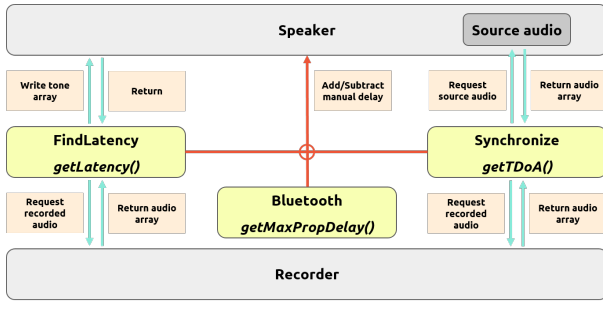 Speaker
Source audio
Write tone
array
Return
Add/Subtract
manual delay
Request
source audio
Return audio
array
FindLatency
getLatency()
Synchronize
getTDoA()
Bluetooth
getMaxPropDelay()
Request
recorded
audio
Return audio
array
Request
recorded
audio
Return audio
array
Recorder